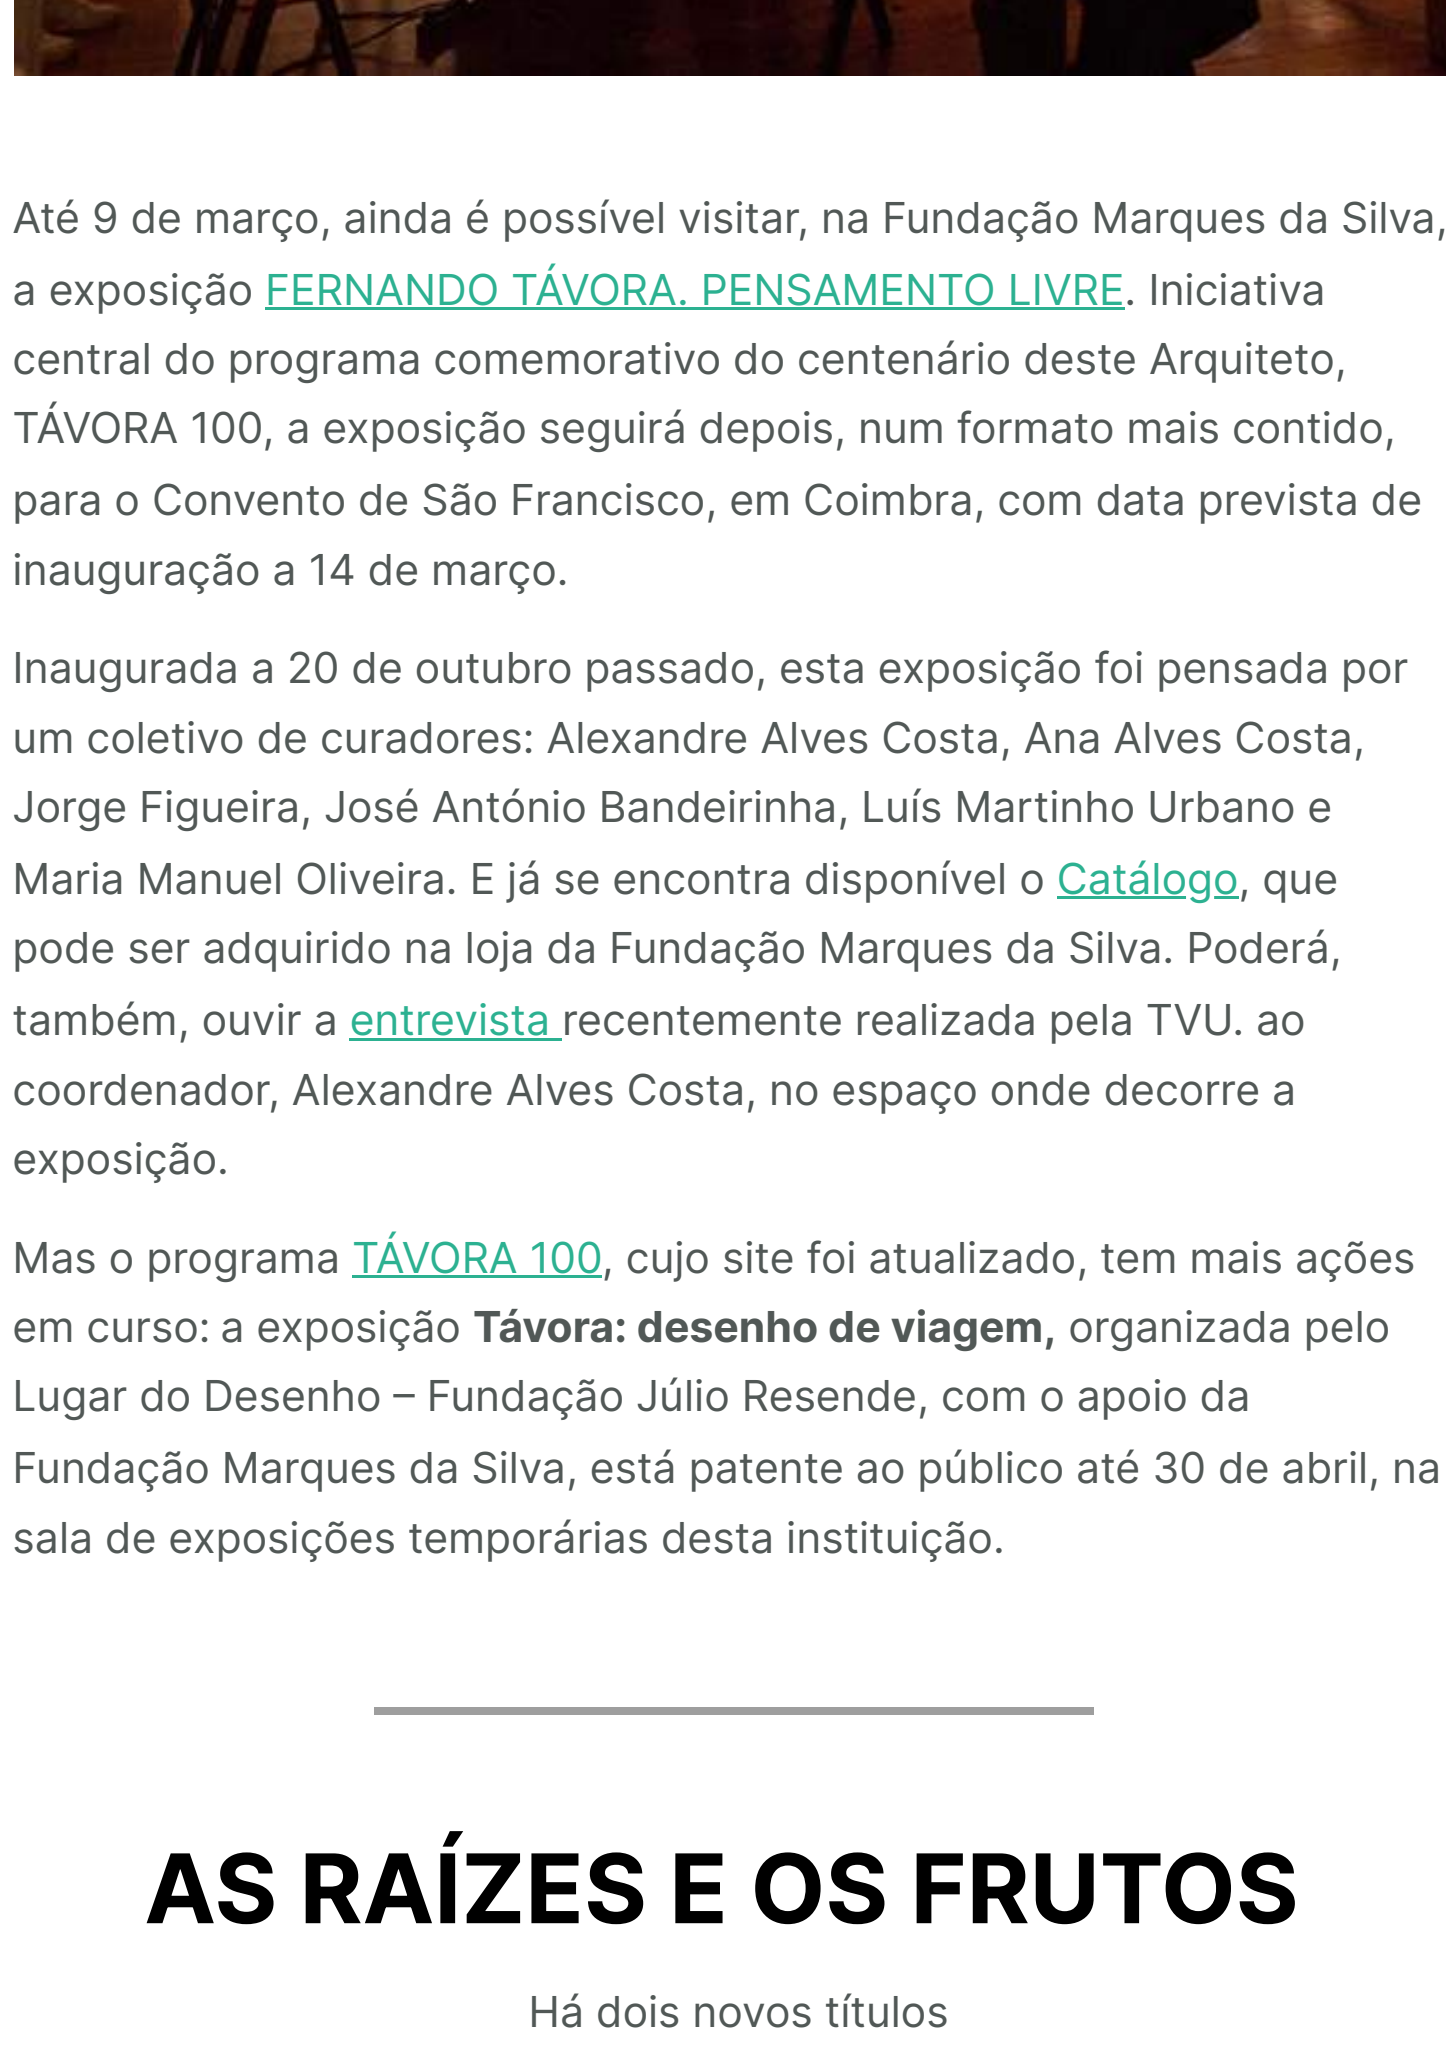 Até 9 de março, ainda é possível visitar, na Fundação Marques da Silva,
a exposição FERNANDO TÁVORA. PENSAMENTO LIVRE. Iniciativa
central do programa comemorativo do centenário deste Arquiteto,
TÁVORA 100, a exposição seguirá depois, num formato mais contido,
para o Convento de São Francisco, em Coimbra, com data prevista de
inauguração a 14 de março.
Inaugurada a 20 de outubro passado, esta exposição foi pensada por
um coletivo de curadores: Alexandre Alves Costa, Ana Alves Costa,
Jorge Figueira, José António Bandeirinha, Luís Martinho Urbano e
Maria Manuel Oliveira. E já se encontra disponível o Catálogo, que
pode ser adquirido na loja da Fundação Marques da Silva. Poderá,
também, ouvir a entrevista recentemente realizada pela TVU. ao
coordenador, Alexandre Alves Costa, no espaço onde decorre a
exposição.
Mas o programa TÁVORA 100, cujo site foi atualizado, tem mais ações
em curso: a exposição Távora: desenho de viagem, organizada pelo
Lugar do Desenho – Fundação Júlio Resende, com o apoio da
Fundação Marques da Silva, está patente ao público até 30 de abril, na
sala de exposições temporárias desta instituição.
AS RAÍZES E OS FRUTOS
Há dois novos títulos